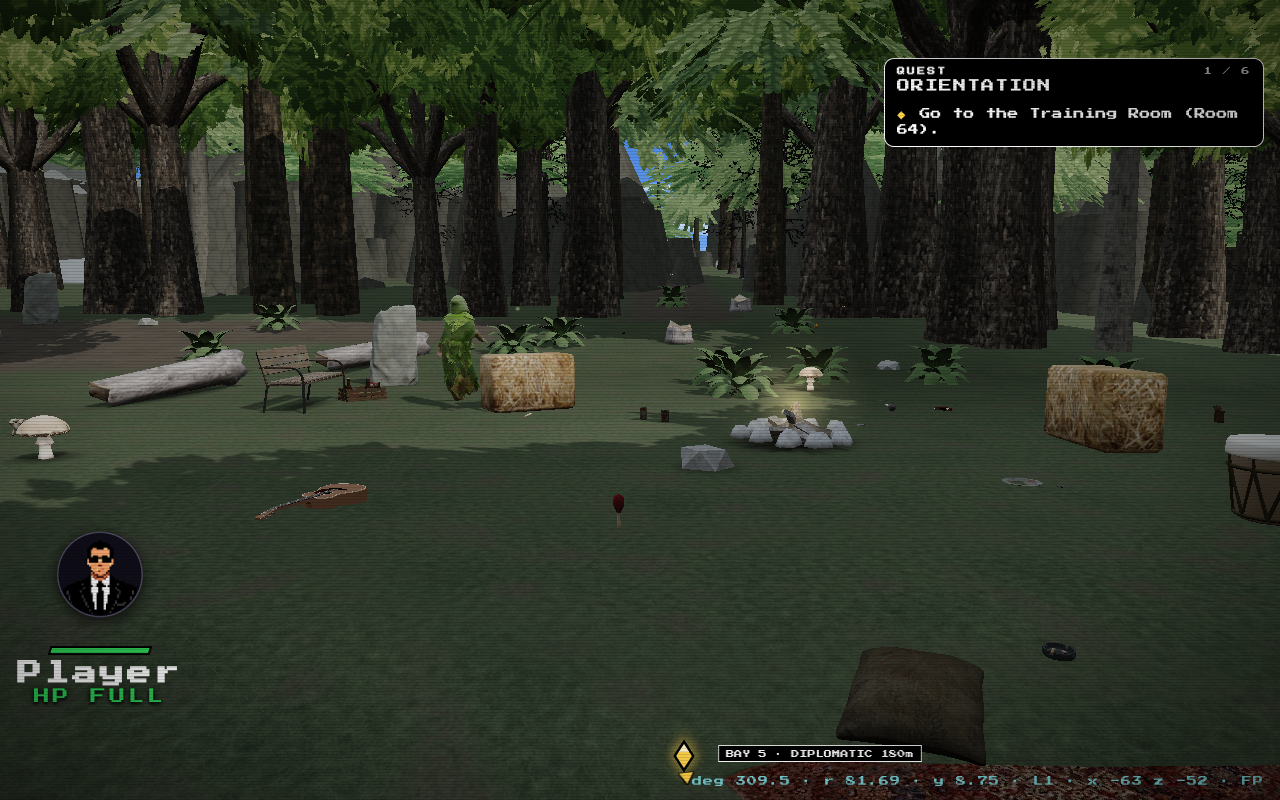 QUEST 1 / 6
ORIENTATION
◆ Go to the Training Room (Room
64).
Player
HP FULL
BAY 5 · DIPLOMATIC 180m
deg 309.5 · r 81.69 · y 8.75 · L1 · x -63 z -52 · FP